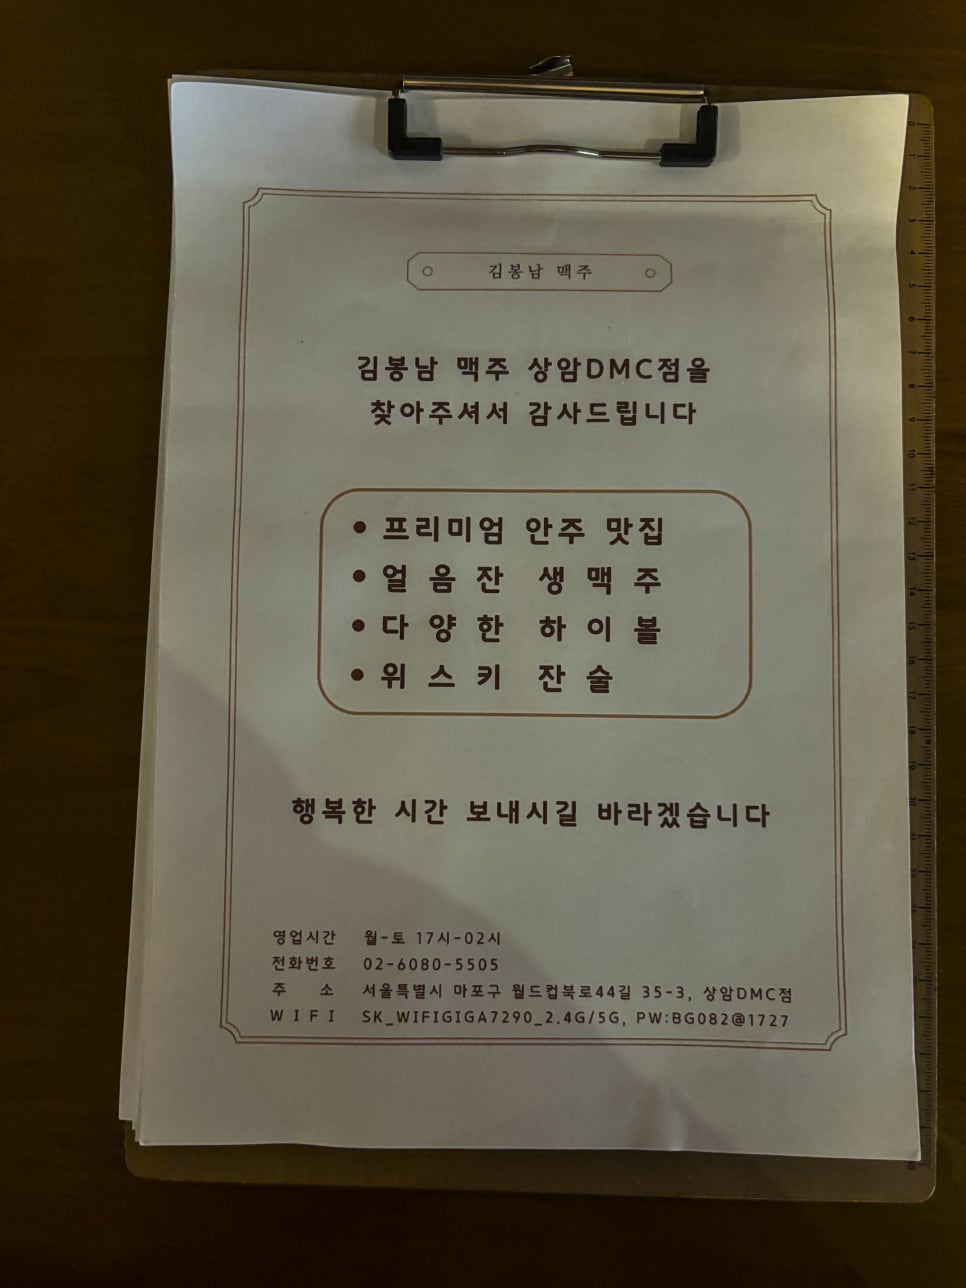 김봉남 맥주
김봉남 맥주 상암DMC점을
찾아주셔서 감사드립니다
• 프리미엄 안주 맛집
• 얼 음 잔 생 맥 주
• 다 양 한 하 이 볼
• 위 스 키 잔 술
행복한 시간 보내시길 바라겠습니다
영업시간 월-토 17시-02시
전화번호 02-6080-5505
주 소 서울특별시 마포구 월드컵북로44길 35-3, 상암DMC점
W I F I SK_WIFIGIGA7290_2.4G/5G, PW:BG082@1727